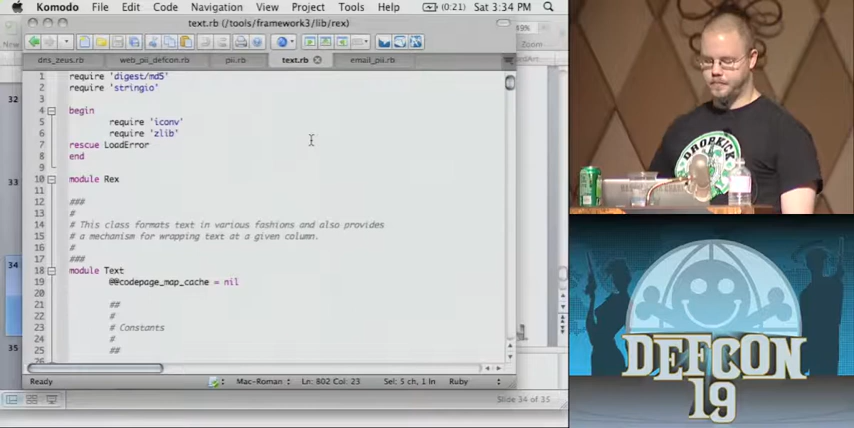 Komodo File Edit Code Navigation View Project Tools Help (0:21) Sat 3:34 PM
text.rb (/tools/framework3/lib/rex)
49%
Zoom
dns_zeus.rb web_pii_defcon.rb pii.rb text.rb email_pii.rb
32
33
34
35
1 require 'digest/md5'
2 require 'stringio'
3
4 begin
5 require 'iconv'
6 require 'zlib'
7 rescue LoadError
8 end
9
10 module Rex
11
12 ###
13 #
14 # This class formats text in various fashions and also provides
15 # a mechanism for wrapping text at a given column.
16 #
17 ###
18 module Text
19 @@codepage_map_cache = nil
20
21 ##
22 #
23 # Constants
24 #
25 ##
26
Ready Mac-Roman Ln: 802 Col: 23 Sel: 5 ch, 1 ln Ruby
Slide 34 of 35
DROPKICK
DEFCON
19